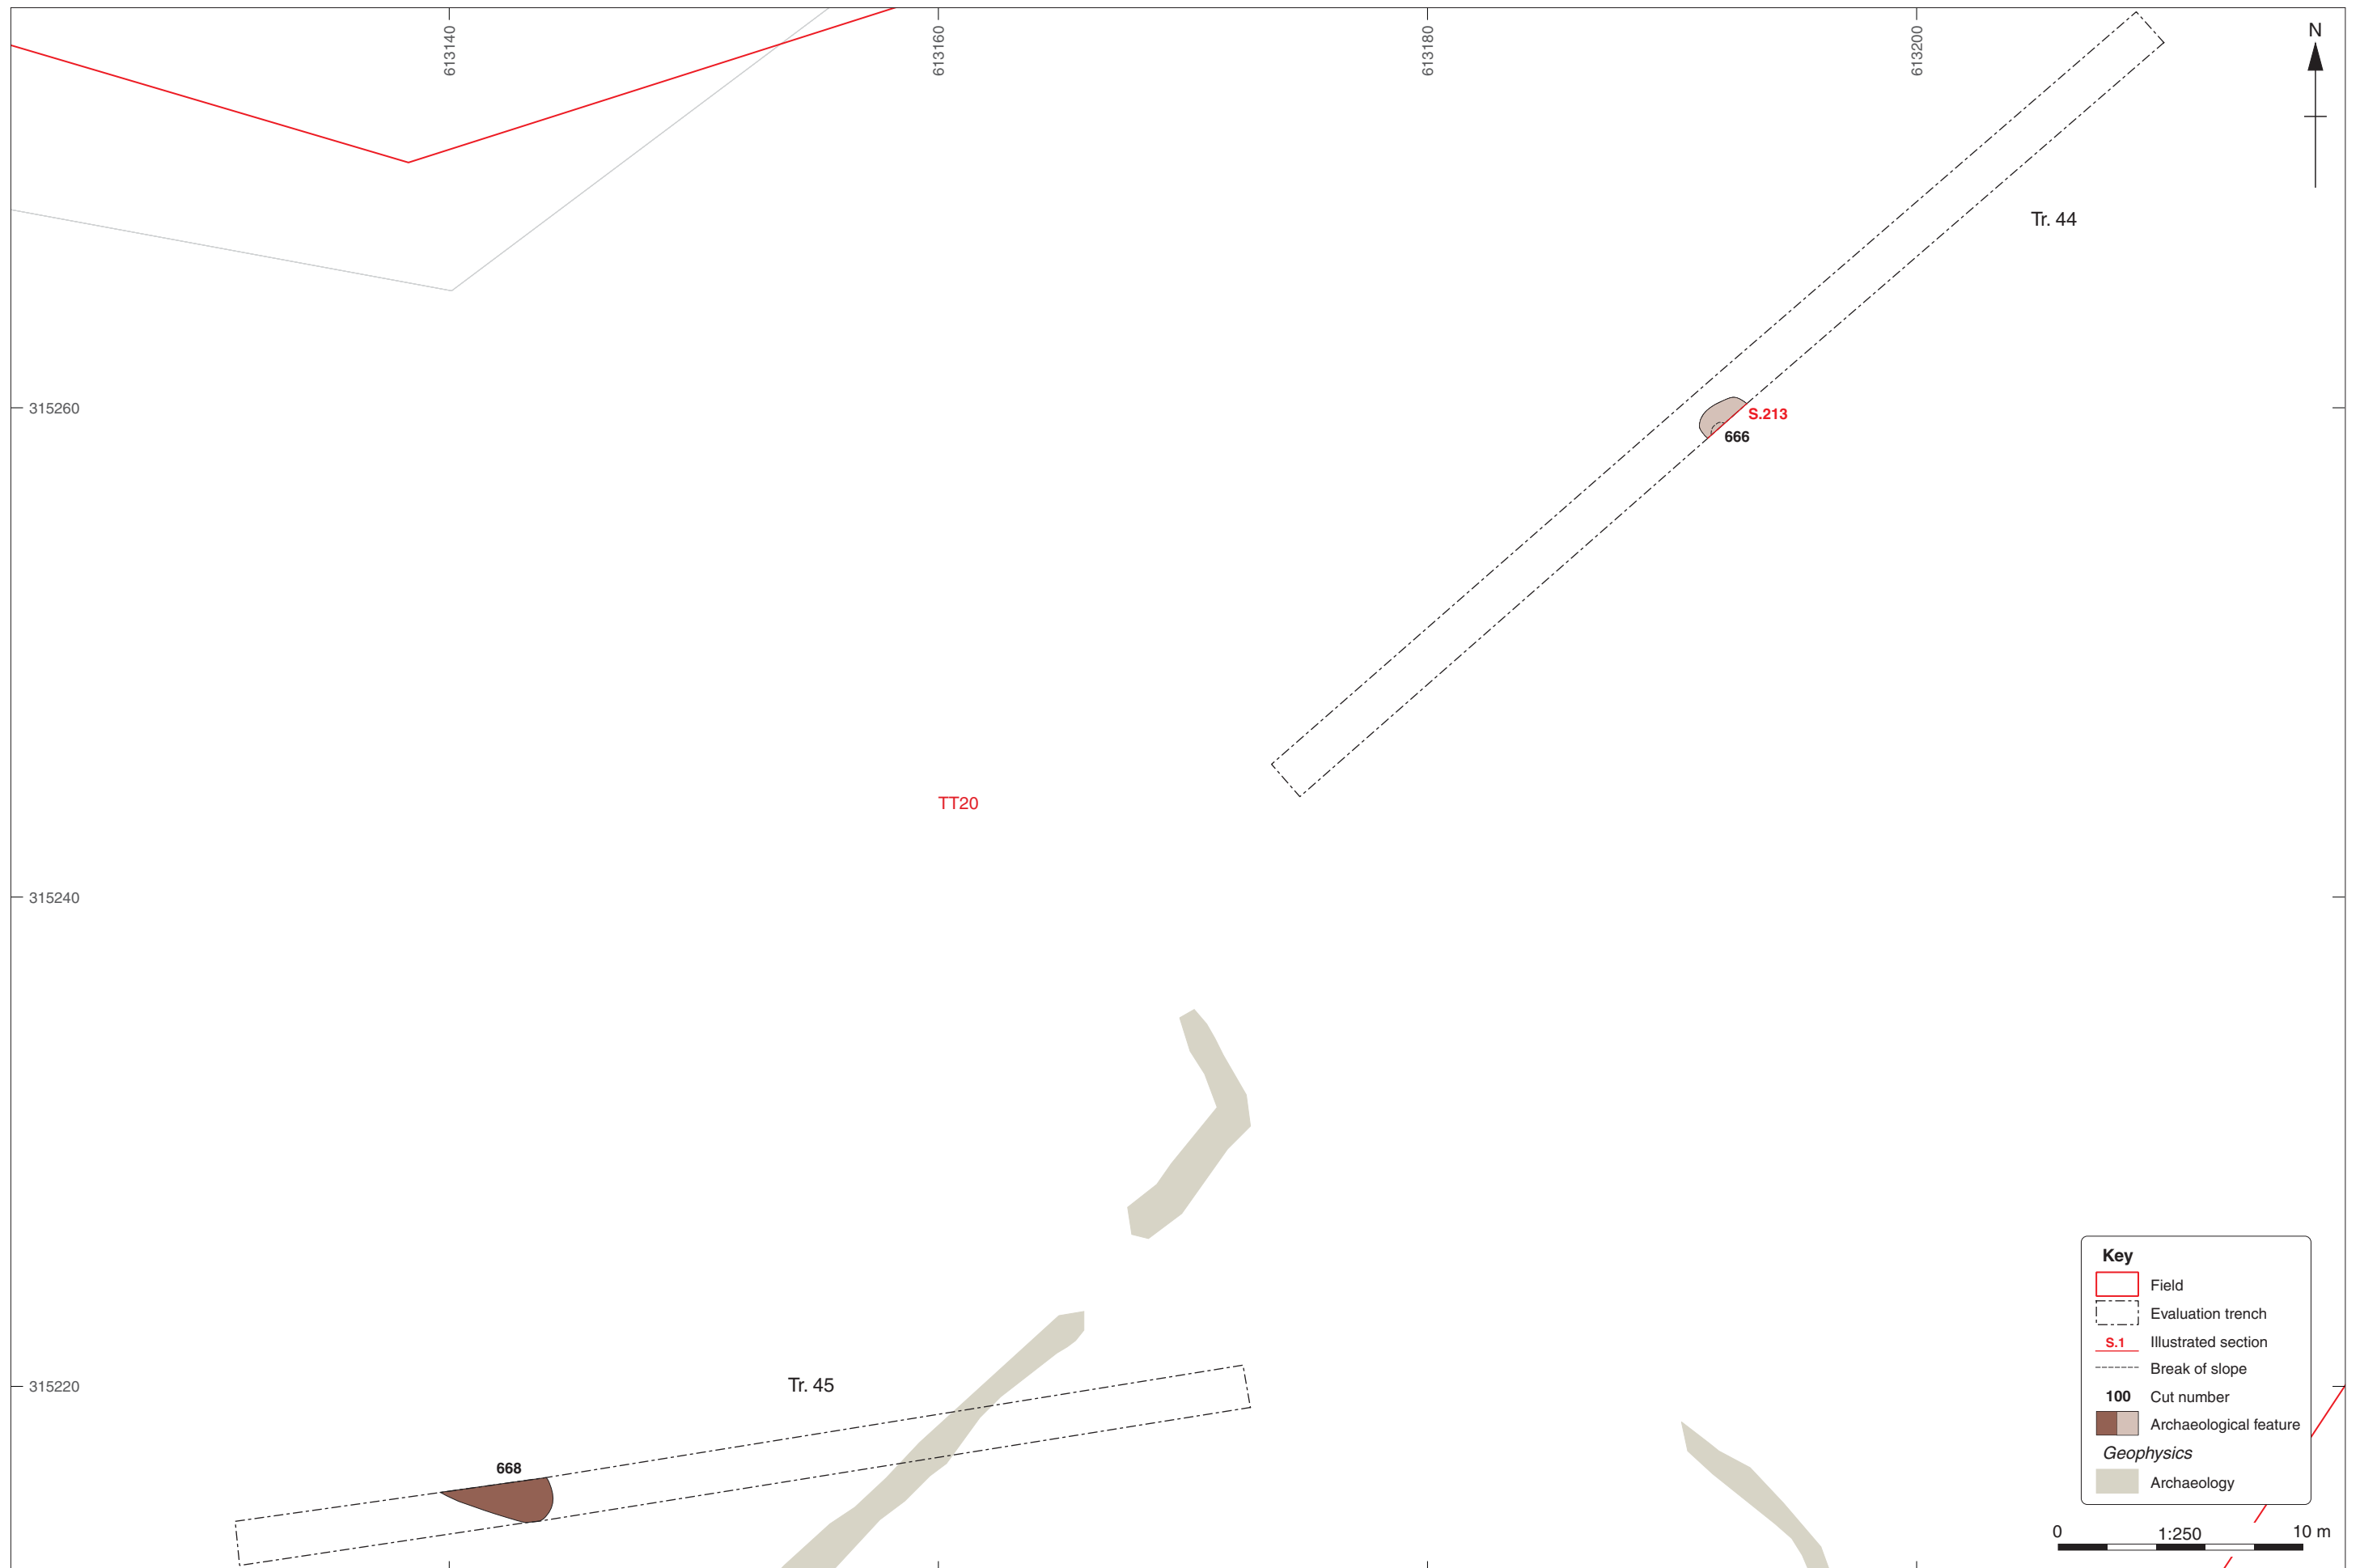 613140
613160
613180
613200
N
Tr. 44
315260
S.213
666
TT20
315240
Tr. 45
315220
668
Key
Field
Evaluation trench
S.1 Illustrated section
Break of slope
100 Cut number
Archaeological feature
Geophysics
Archaeology
0 1:250 10 m